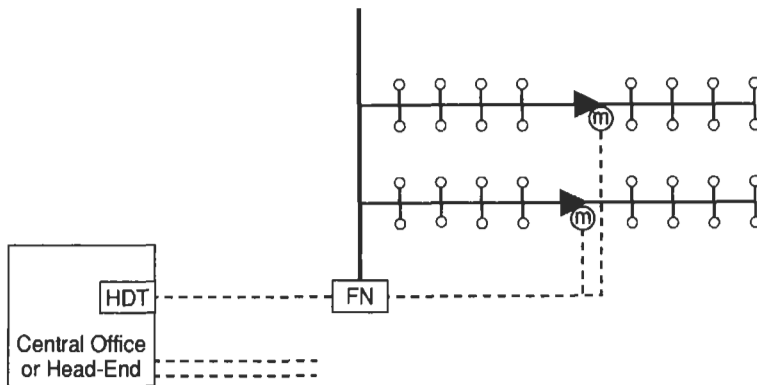 m
m
HDT
FN
Central Office
or Head-End